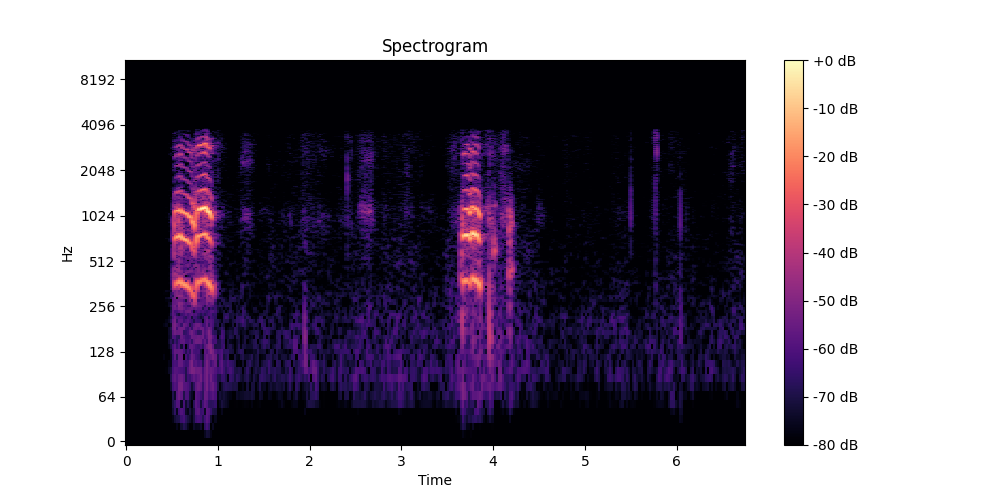 Spectrogram
8192
4096
2048
1024
512
256
128
64
0
Hz
0 1 2 3 4 5 6
Time
+0 dB
-10 dB
-20 dB
-30 dB
-40 dB
-50 dB
-60 dB
-70 dB
-80 dB